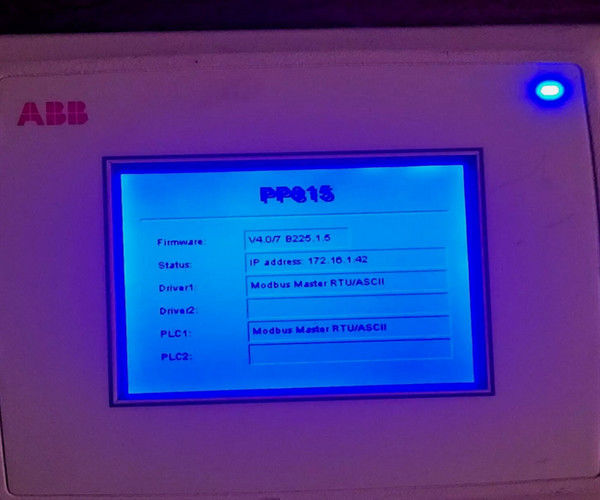 ABB
PP815
Firmware: V4.0/7 B225.1.5
Status: IP address: 172.16.1.42
Driver1: Modbus Master RTU/ASCII
Driver2:
PLC1: Modbus Master RTU/ASCII
PLC2: